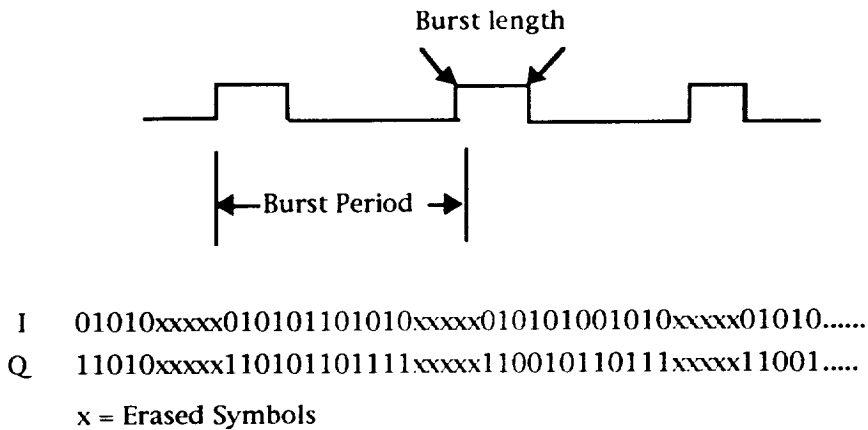 Burst length
Burst Period
I 01010xxxxx010101101010xxxxx010101001010xxxxx01010......
Q 11010xxxxx110101101111xxxxx110010110111xxxxx11001.....
x = Erased Symbols